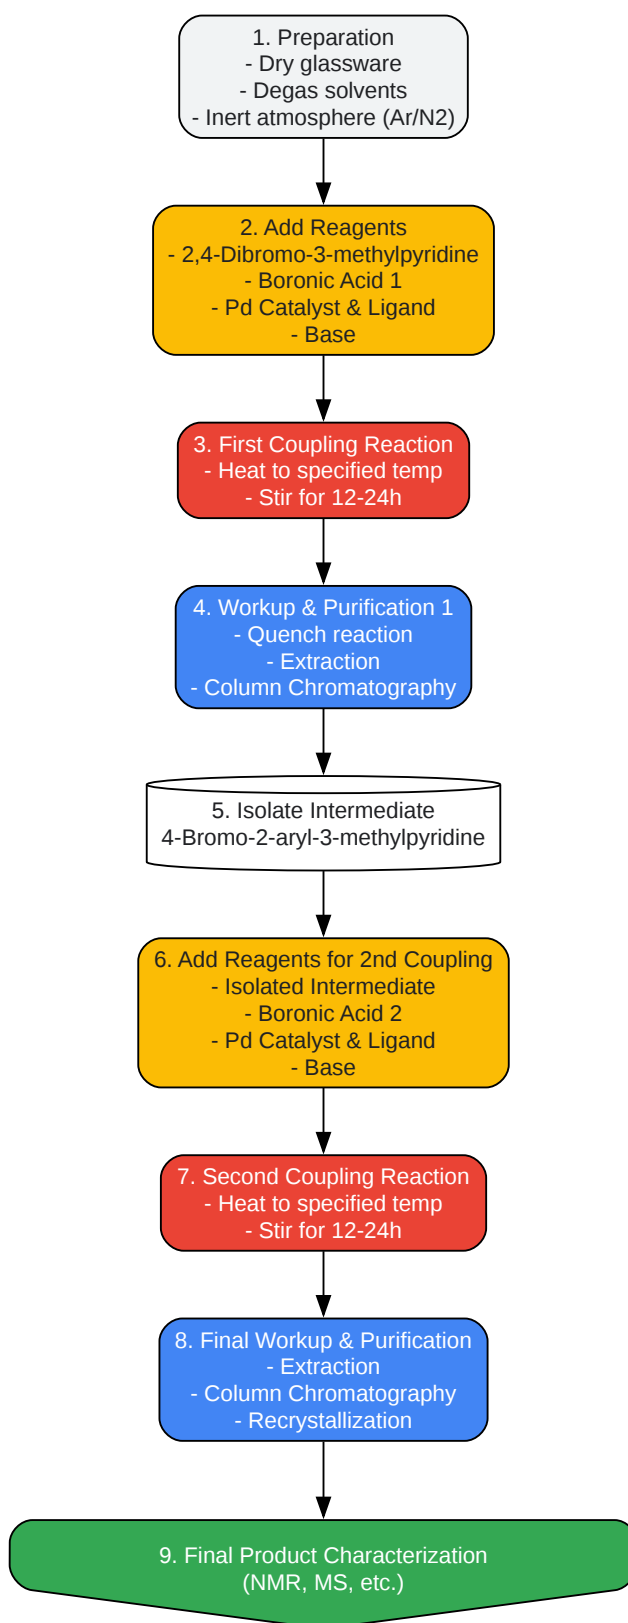 1. Preparation
- Dry glassware
- Degas solvents
- Inert atmosphere (Ar/N2)
2. Add Reagents
- 2,4-Dibromo-3-methylpyridine
- Boronic Acid 1
- Pd Catalyst & Ligand
- Base
3. First Coupling Reaction
- Heat to specified temp
- Stir for 12-24h
4. Workup & Purification 1
- Quench reaction
- Extraction
- Column Chromatography
5. Isolate Intermediate
4-Bromo-2-aryl-3-methylpyridine
6. Add Reagents for 2nd Coupling
- Isolated Intermediate
- Boronic Acid 2
- Pd Catalyst & Ligand
- Base
7. Second Coupling Reaction
- Heat to specified temp
- Stir for 12-24h
8. Final Workup & Purification
- Extraction
- Column Chromatography
- Recrystallization
9. Final Product Characterization
(NMR, MS, etc.)